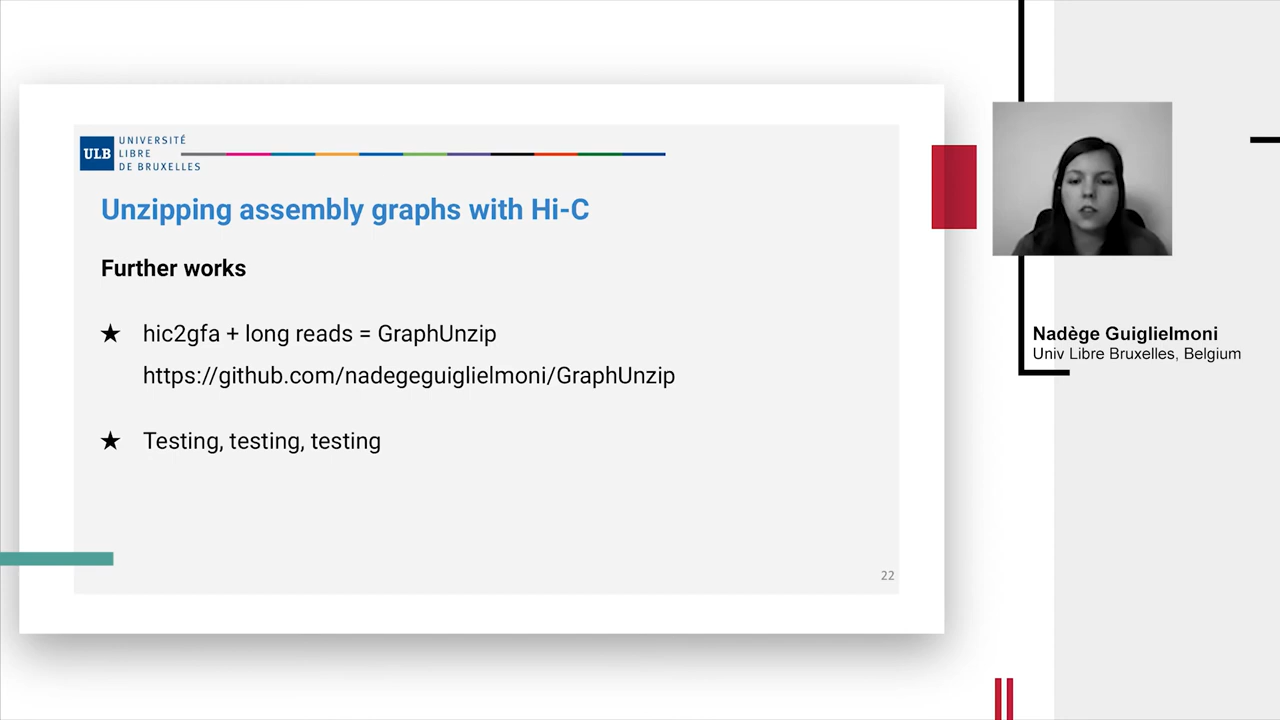 ULB
UNIVERSITÉ
LIBRE
DE BRUXELLES
Unzipping assembly graphs with Hi-C
Further works
★ hic2gfa + long reads = GraphUnzip
https://github.com/nadegeguiglielmoni/GraphUnzip
★ Testing, testing, testing
22
Nadège Guiglielmoni
Univ Libre Bruxelles, Belgium